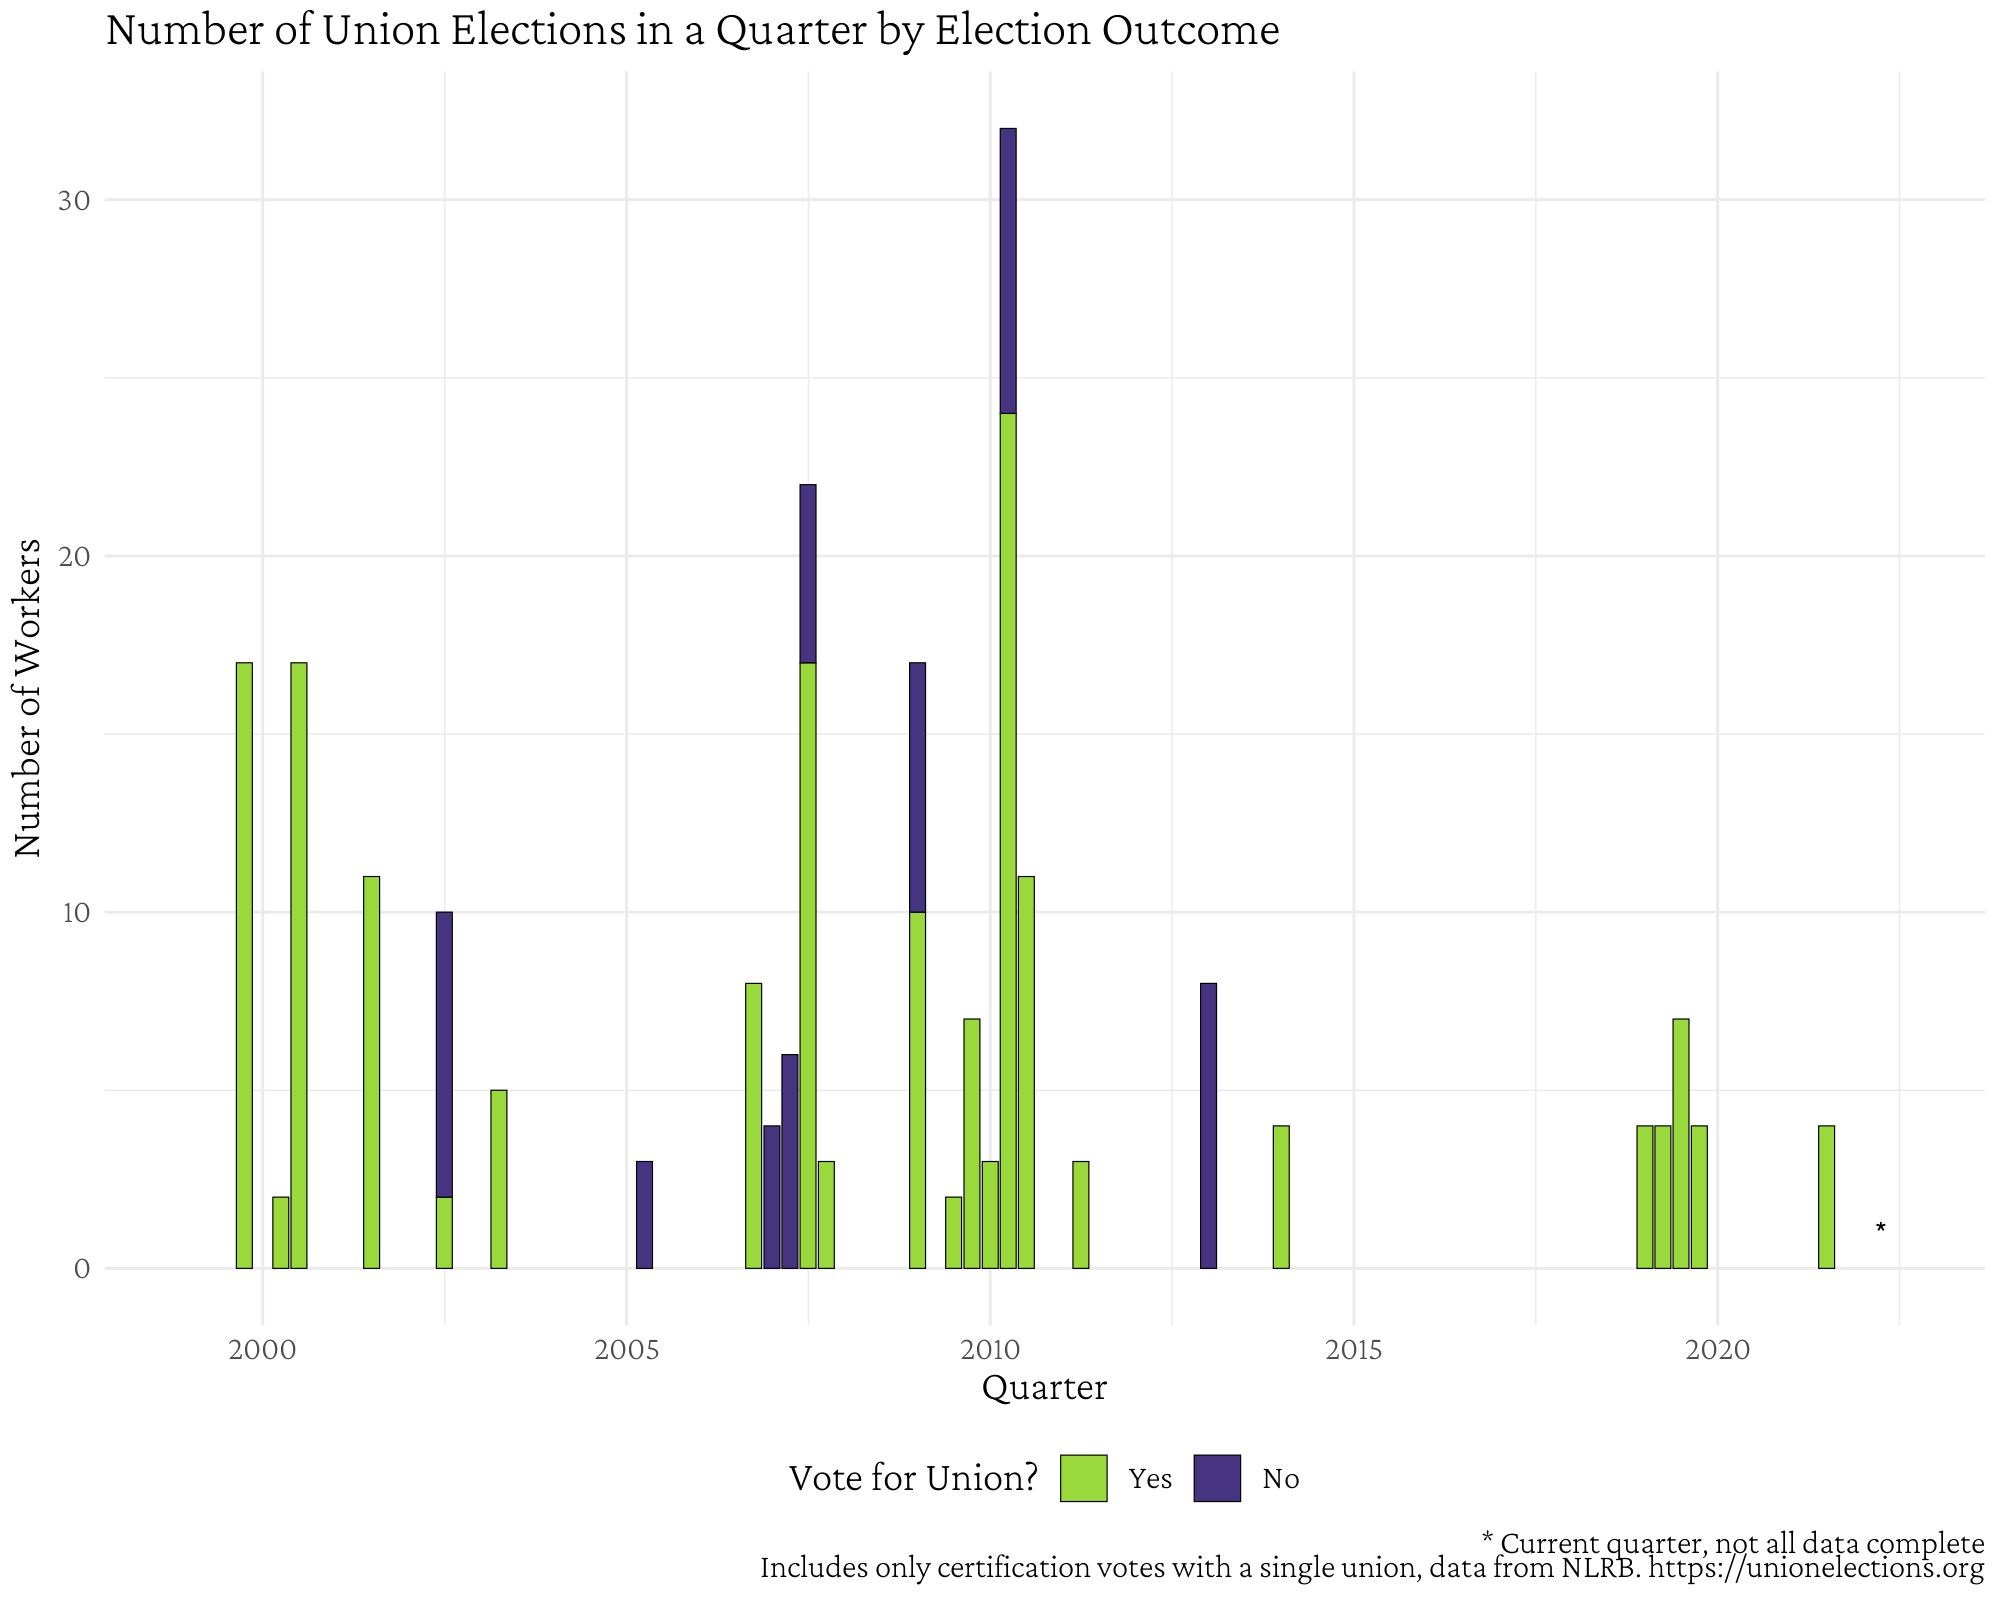 Number of Union Elections in a Quarter by Election Outcome
Number of Workers
30
20
10
0
*
2000 2005 2010 2015 2020
Quarter
Vote for Union? Yes No
* Current quarter, not all data complete
Includes only certification votes with a single union, data from NLRB. https://unionelections.org